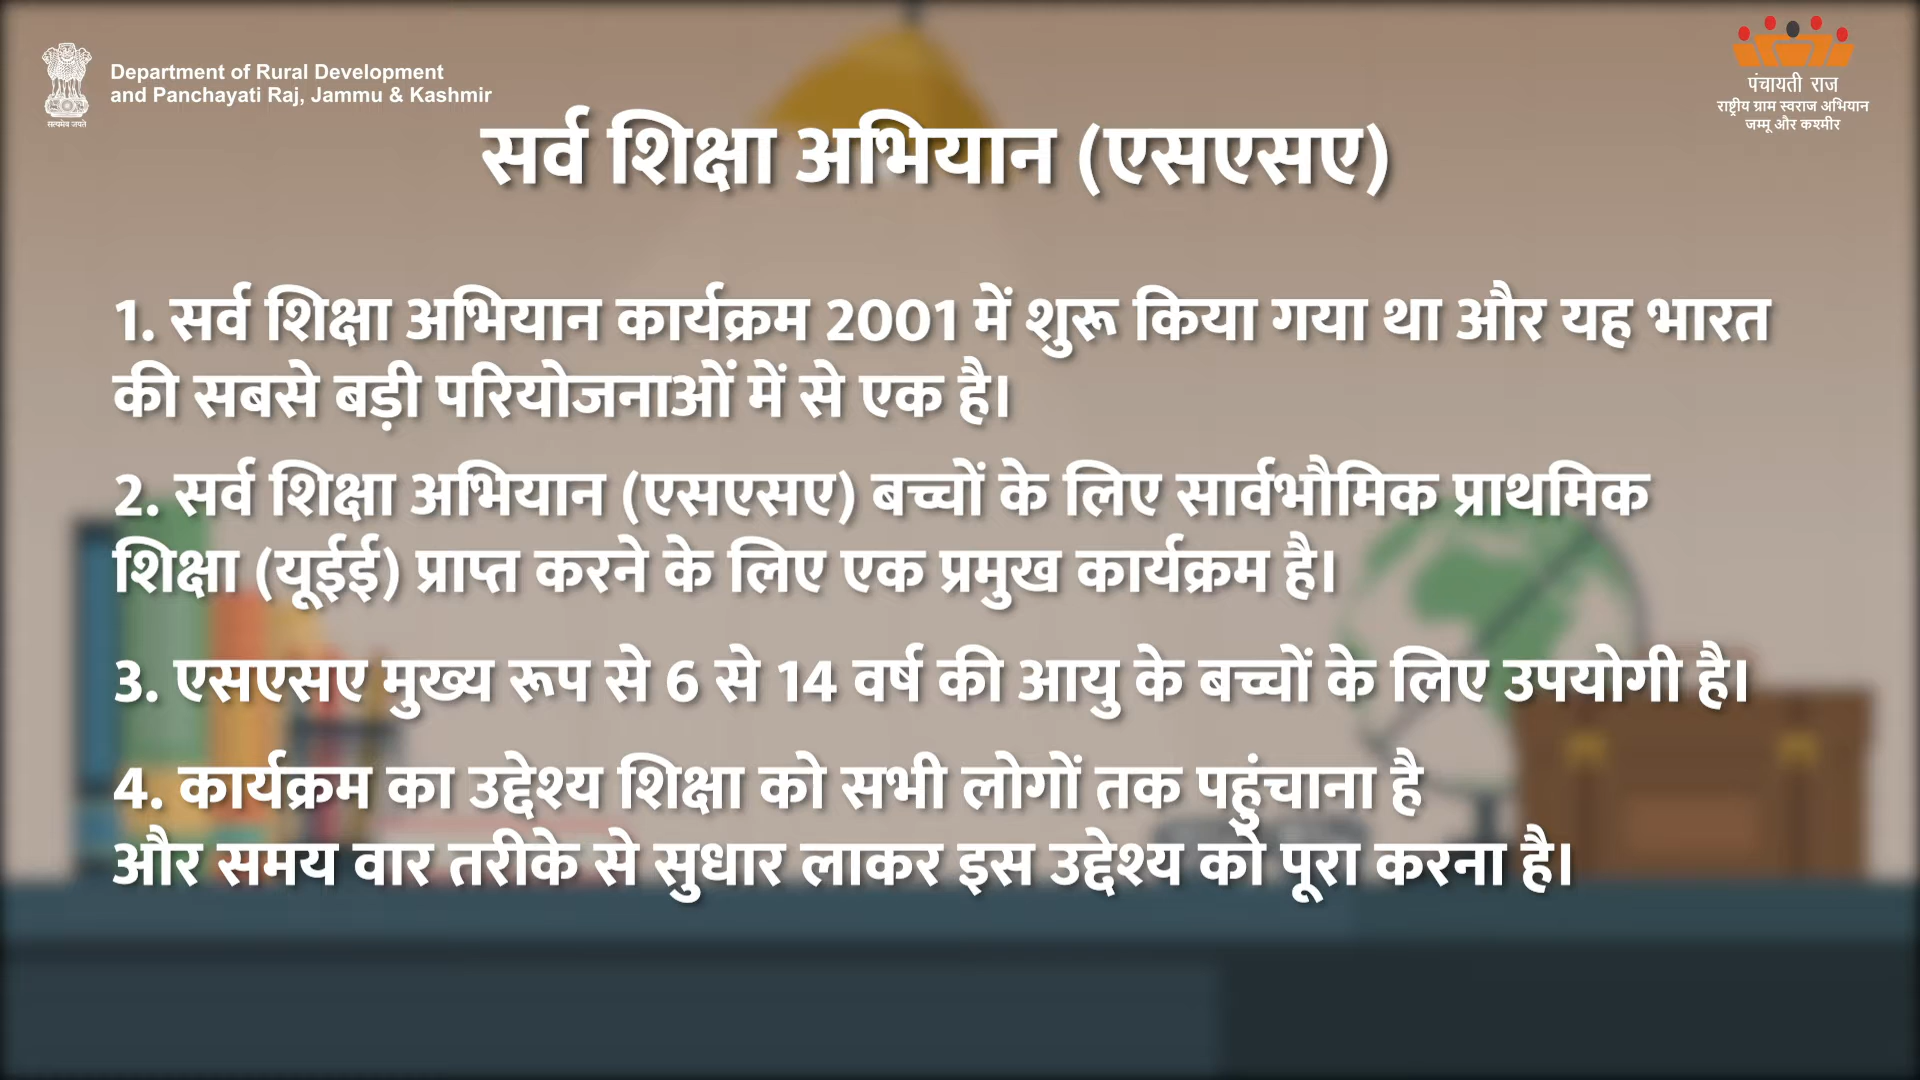 Department of Rural Development
and Panchayati Raj, Jammu & Kashmir
सत्यमेव जयते
पंचायती राज
राष्ट्रीय ग्राम स्वराज अभियान
जम्मू और कश्मीर
सर्व शिक्षा अभियान (एसएसए)
1. सर्व शिक्षा अभियान कार्यक्रम 2001 में शुरू किया गया था और यह भारत
की सबसे बड़ी परियोजनाओं में से एक है।
2. सर्व शिक्षा अभियान (एसएसए) बच्चों के लिए सार्वभौमिक प्राथमिक
शिक्षा (यूईई) प्राप्त करने के लिए एक प्रमुख कार्यक्रम है।
3. एसएसए मुख्य रूप से 6 से 14 वर्ष की आयु के बच्चों के लिए उपयोगी है।
4. कार्यक्रम का उद्देश्य शिक्षा को सभी लोगों तक पहुंचाना है
और समय वार तरीके से सुधार लाकर इस उद्देश्य को पूरा करना है।